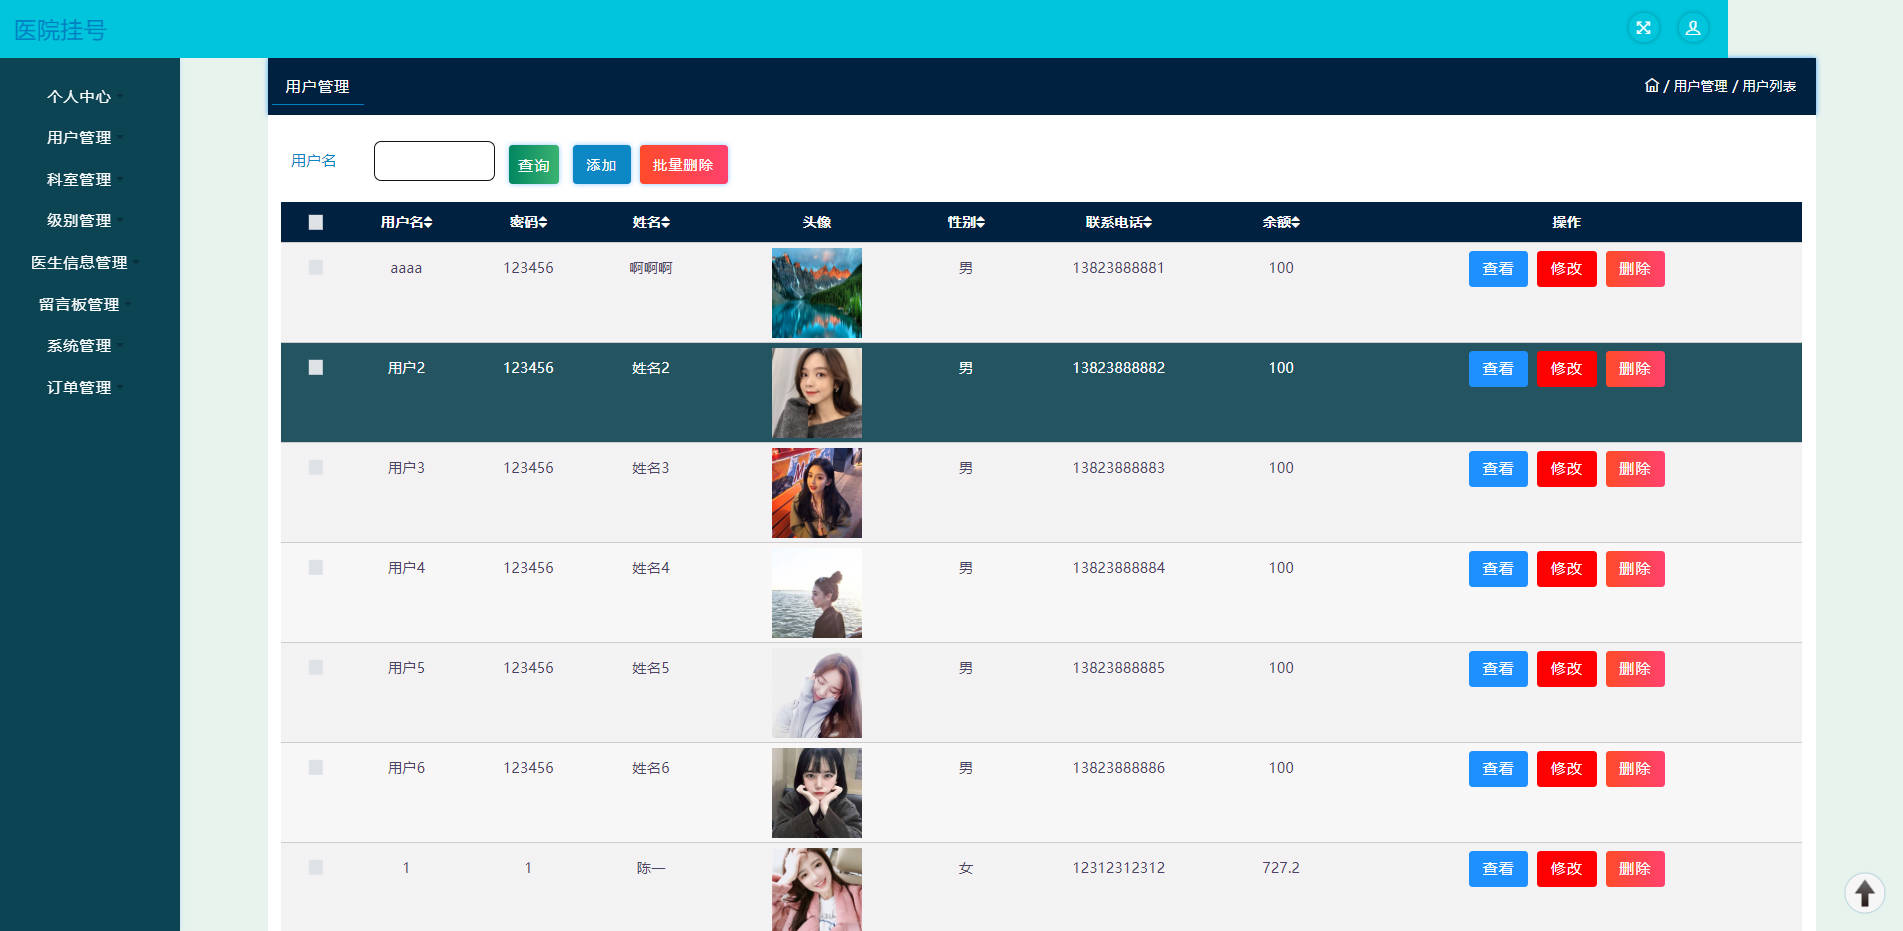 医院挂号
个人中心
用户管理
科室管理
级别管理
医生信息管理
留言板管理
系统管理
订单管理
用户管理
/ 用户管理 / 用户列表
用户名 查询 添加 批量删除
用户名 密码 姓名 头像 性别 联系电话 余额 操作
aaaa 123456 啊啊啊 男 13823888881 100 查看 修改 删除
用户2 123456 姓名2 男 13823888882 100 查看 修改 删除
用户3 123456 姓名3 男 13823888883 100 查看 修改 删除
用户4 123456 姓名4 男 13823888884 100 查看 修改 删除
用户5 123456 姓名5 男 13823888885 100 查看 修改 删除
用户6 123456 姓名6 男 13823888886 100 查看 修改 删除
1 1 陈一 女 12312312312 727.2 查看 修改 删除